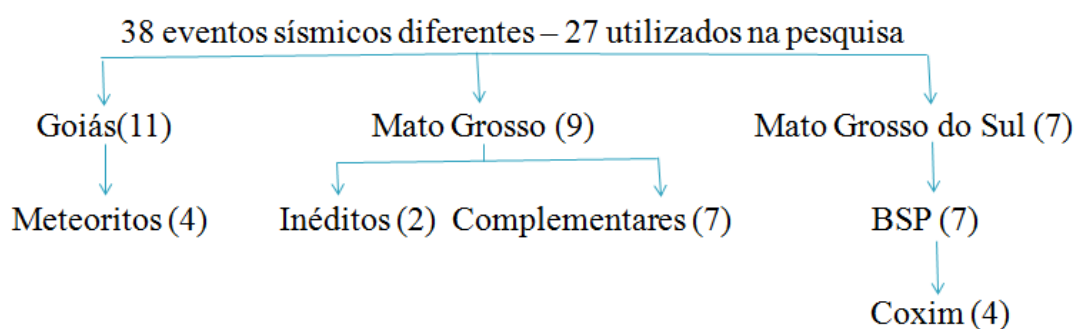 38 eventos sísmicos diferentes – 27 utilizados na pesquisa
Goiás(11) Mato Grosso (9) Mato Grosso do Sul (7)
Meteoritos (4) Inéditos (2) Complementares (7) BSP (7)
Coxim (4)